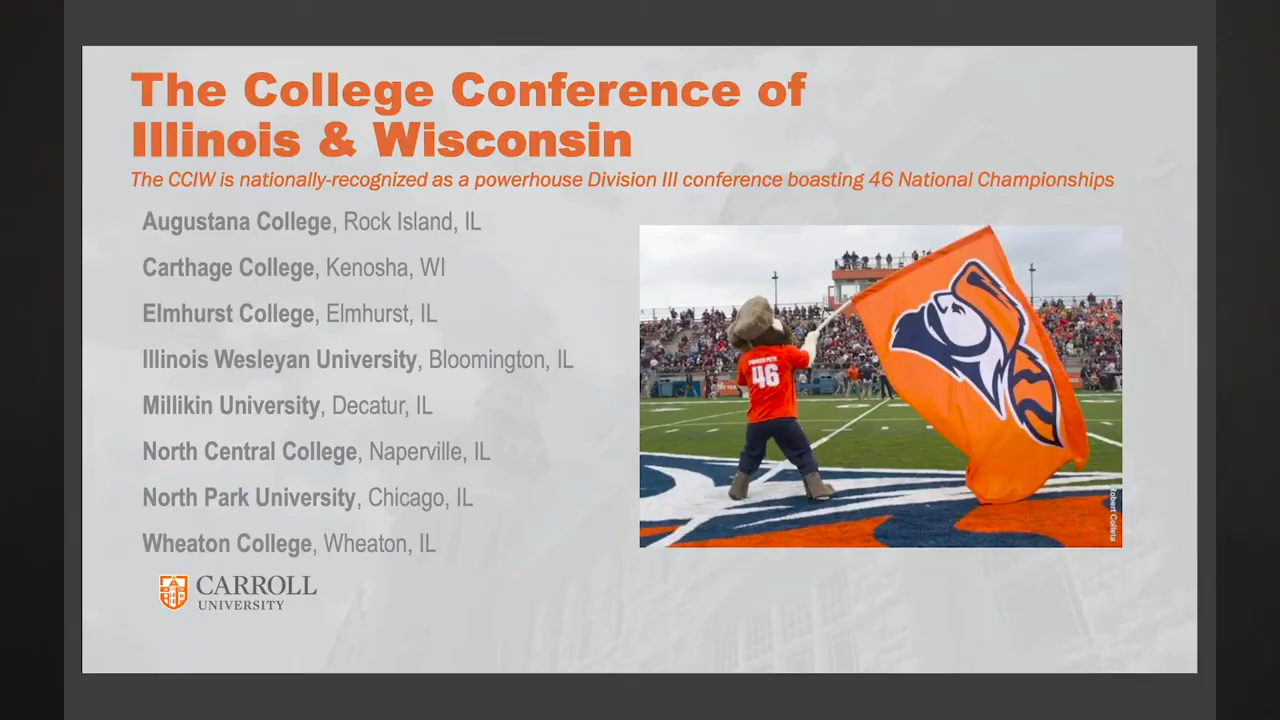 The College Conference of
Illinois & Wisconsin
The CCIW is nationally-recognized as a powerhouse Division III conference boasting 46 National Championships
Augustana College, Rock Island, IL
Carthage College, Kenosha, WI
Elmhurst College, Elmhurst, IL
Illinois Wesleyan University, Bloomington, IL
Millikin University, Decatur, IL
North Central College, Naperville, IL
North Park University, Chicago, IL
Wheaton College, Wheaton, IL
PIONEER PETE
46
Robert Colletta
CARROLL
UNIVERSITY